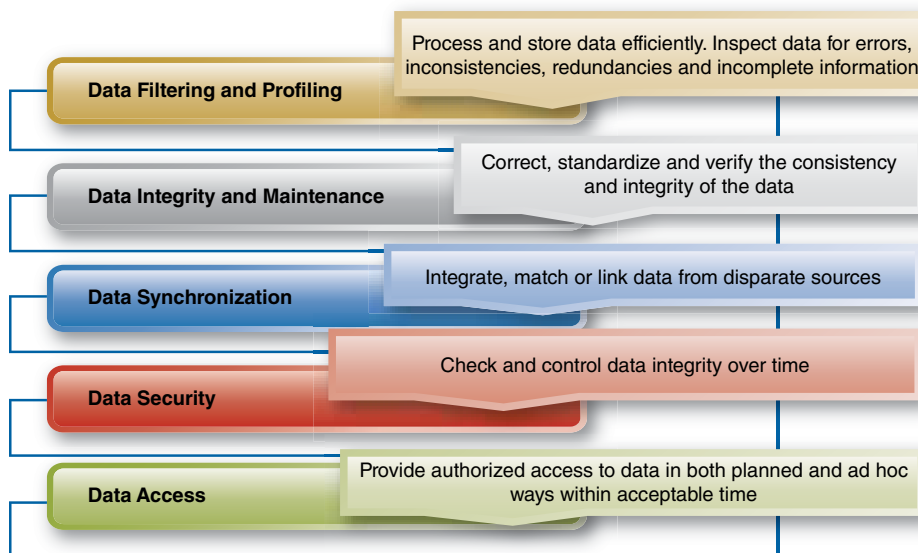 Process and store data efficiently. Inspect data for errors,
inconsistencies, redundancies and incomplete information
Data Filtering and Profiling
Correct, standardize and verify the consistency
and integrity of the data
Data Integrity and Maintenance
Integrate, match or link data from disparate sources
Data Synchronization
Check and control data integrity over time
Data Security
Provide authorized access to data in both planned and ad hoc
ways within acceptable time
Data Access